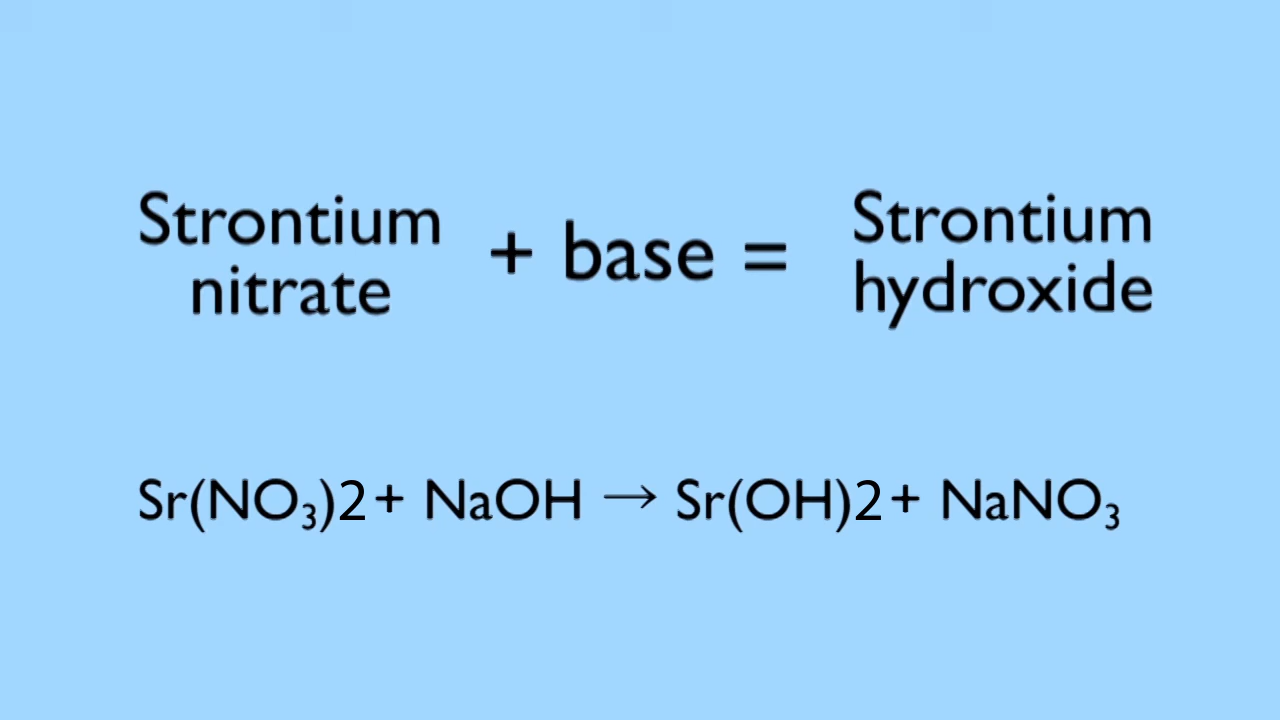 Strontium nitrate + base = Strontium hydroxide
Sr(NO₃)2 + NaOH → Sr(OH)2 + NaNO₃